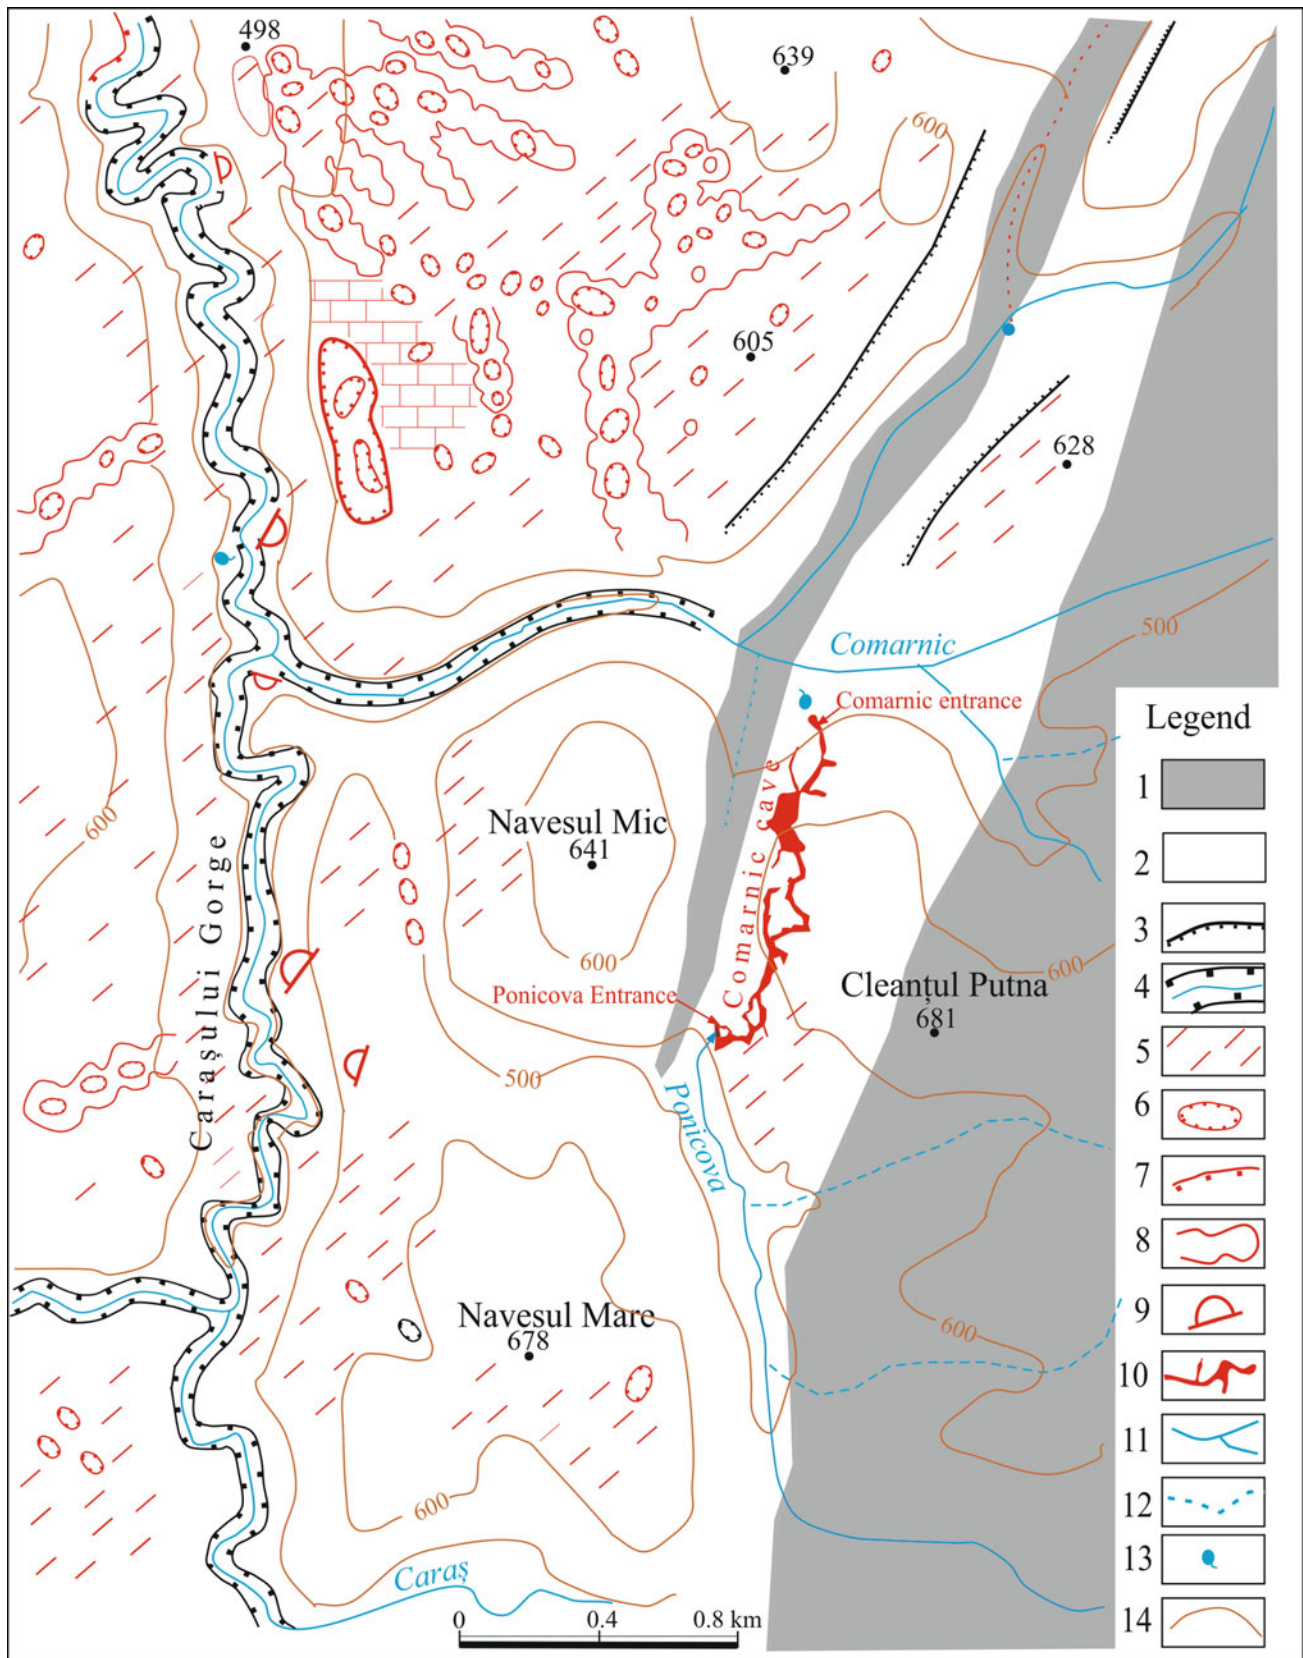 498
639
600
605
628
Comarnic
500
Comarnic entrance
Legend
1
2
3
4
5
6
7
8
9
10
11
12
13
14
600
Navesul Mic
641
600
Carașului Gorge
Comarnic cave
Ponicova Entrance
Cleanțul Putna
681
600
500
Ponicova
Navesul Mare
678
600
600
Caraș
0 0.4 0.8 km